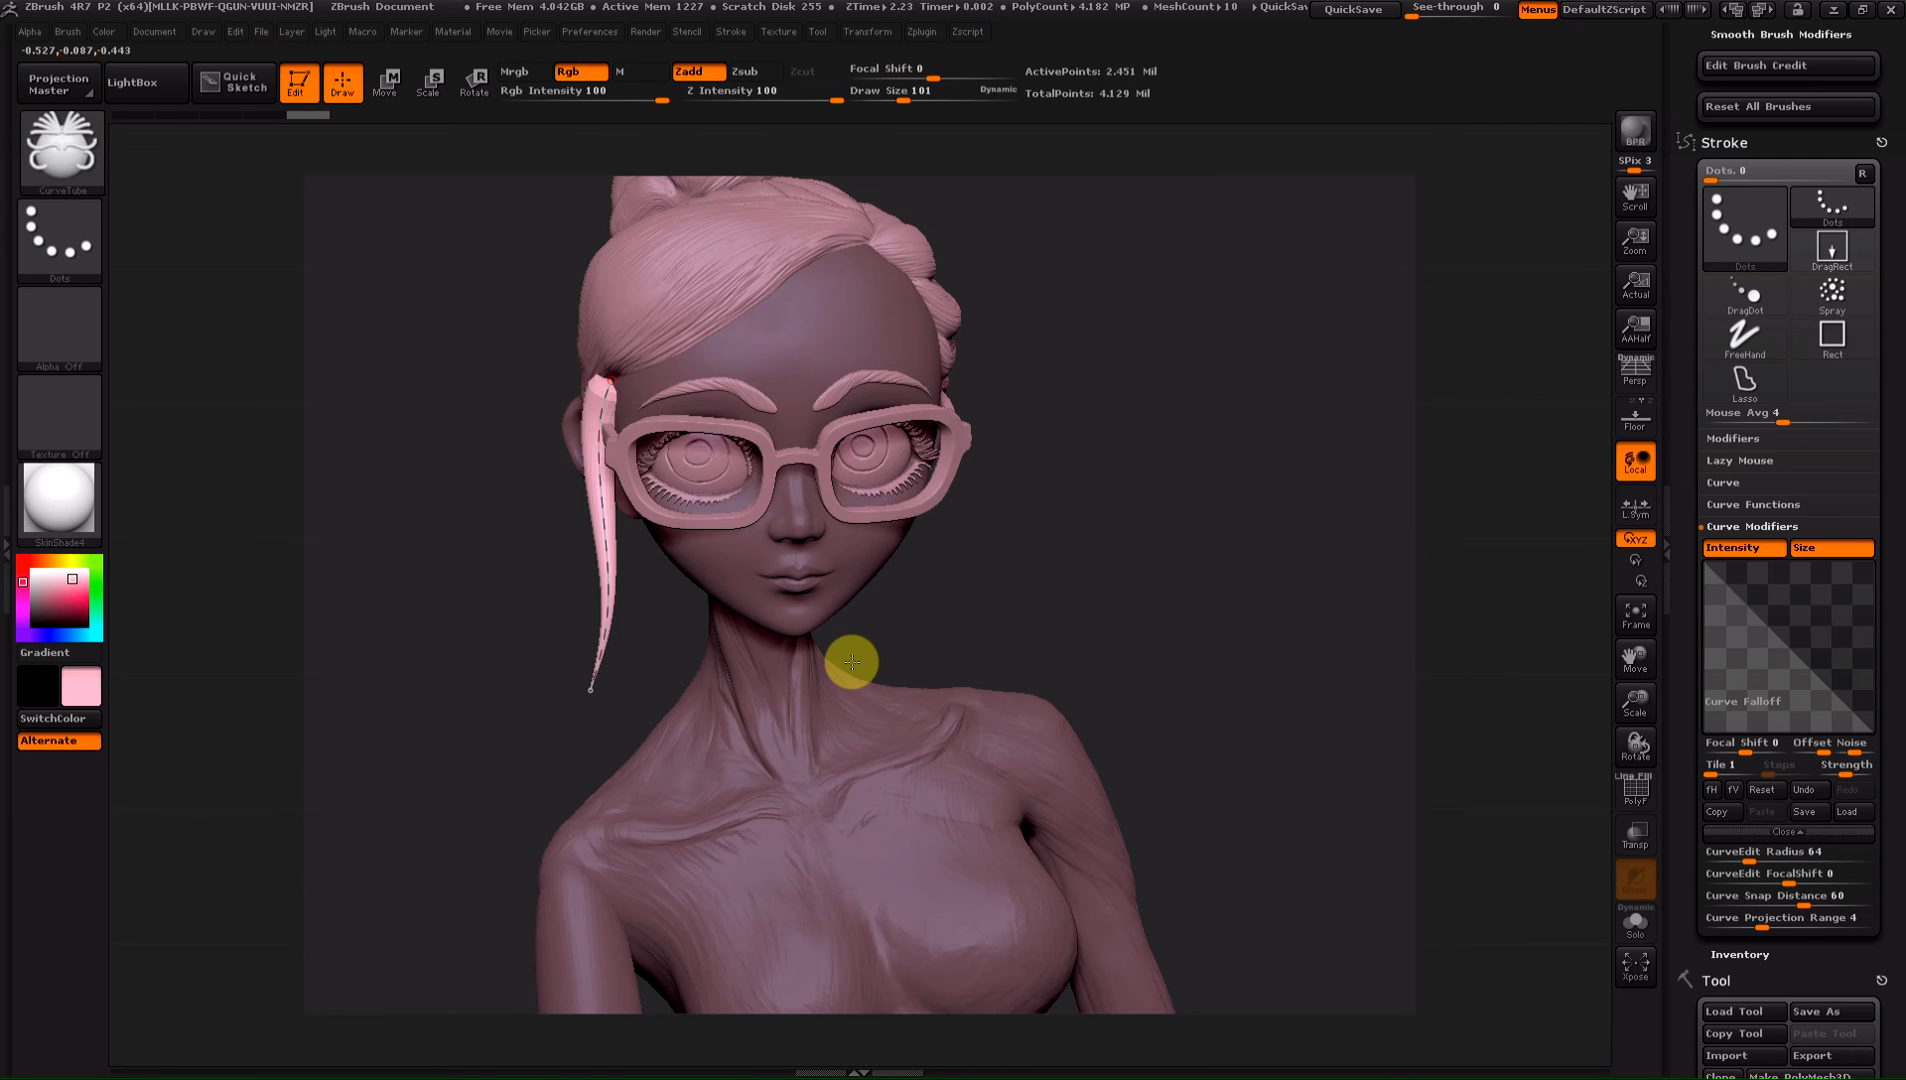 ZBrush 4R7 P2 (x64)[MLLK-PBWF-QGUN-VUUI-NMZR] ZBrush Document • Free Mem 4.042GB • Active Mem 1227 • Scratch Disk 255 • ZTime▸2.23 Timer▸0.002 • PolyCount▸4.182 MP • MeshCount▸10 QuickSav QuickSave See-through 0 Menus DefaultZScript
Alpha Brush Color Document Draw Edit File Layer Light Macro Marker Material Movie Picker Preferences Render Stencil Stroke Texture Tool Transform Zplugin Zscript
-0.527,-0.087,-0.443
Projection Master
LightBox
Quick Sketch
Edit
Draw
Move
Scale
Rotate
Mrgb Rgb M
Rgb Intensity 100
Zadd Zsub Zcut
Z Intensity 100
Focal Shift 0
Draw Size 101 Dynamic
ActivePoints: 2.451 Mil
TotalPoints: 4.129 Mil
CurveTube
Dots
Alpha Off
Texture Off
SkinShade4
Gradient
SwitchColor
Alternate
BPR
SPix 3
Scroll
Zoom
Actual
AAHalf
Dynamic
Persp
Floor
Local
L.Sym
XYZ
Frame
Move
Scale
Rotate
Line Fill
PolyF
Transp
Ghost
Dynamic
Solo
Xpose
Smooth Brush Modifiers
Edit Brush Credit
Reset All Brushes
Stroke
Dots. 0 R
Dots
Dots
DragRect
DragDot Spray
FreeHand Rect
Lasso
Mouse Avg 4
Modifiers
Lazy Mouse
Curve
Curve Functions
Curve Modifiers
Intensity Size
Curve Falloff
Focal Shift 0 Offset Noise
Tile 1 Steps Strength
fH fV Reset Undo Redo
Copy Paste Save Load
Close
CurveEdit Radius 64
CurveEdit FocalShift 0
Curve Snap Distance 60
Curve Projection Range 4
Inventory
Tool
Load Tool Save As
Copy Tool Paste Tool
Import Export
Clone Make PolyMesh3D